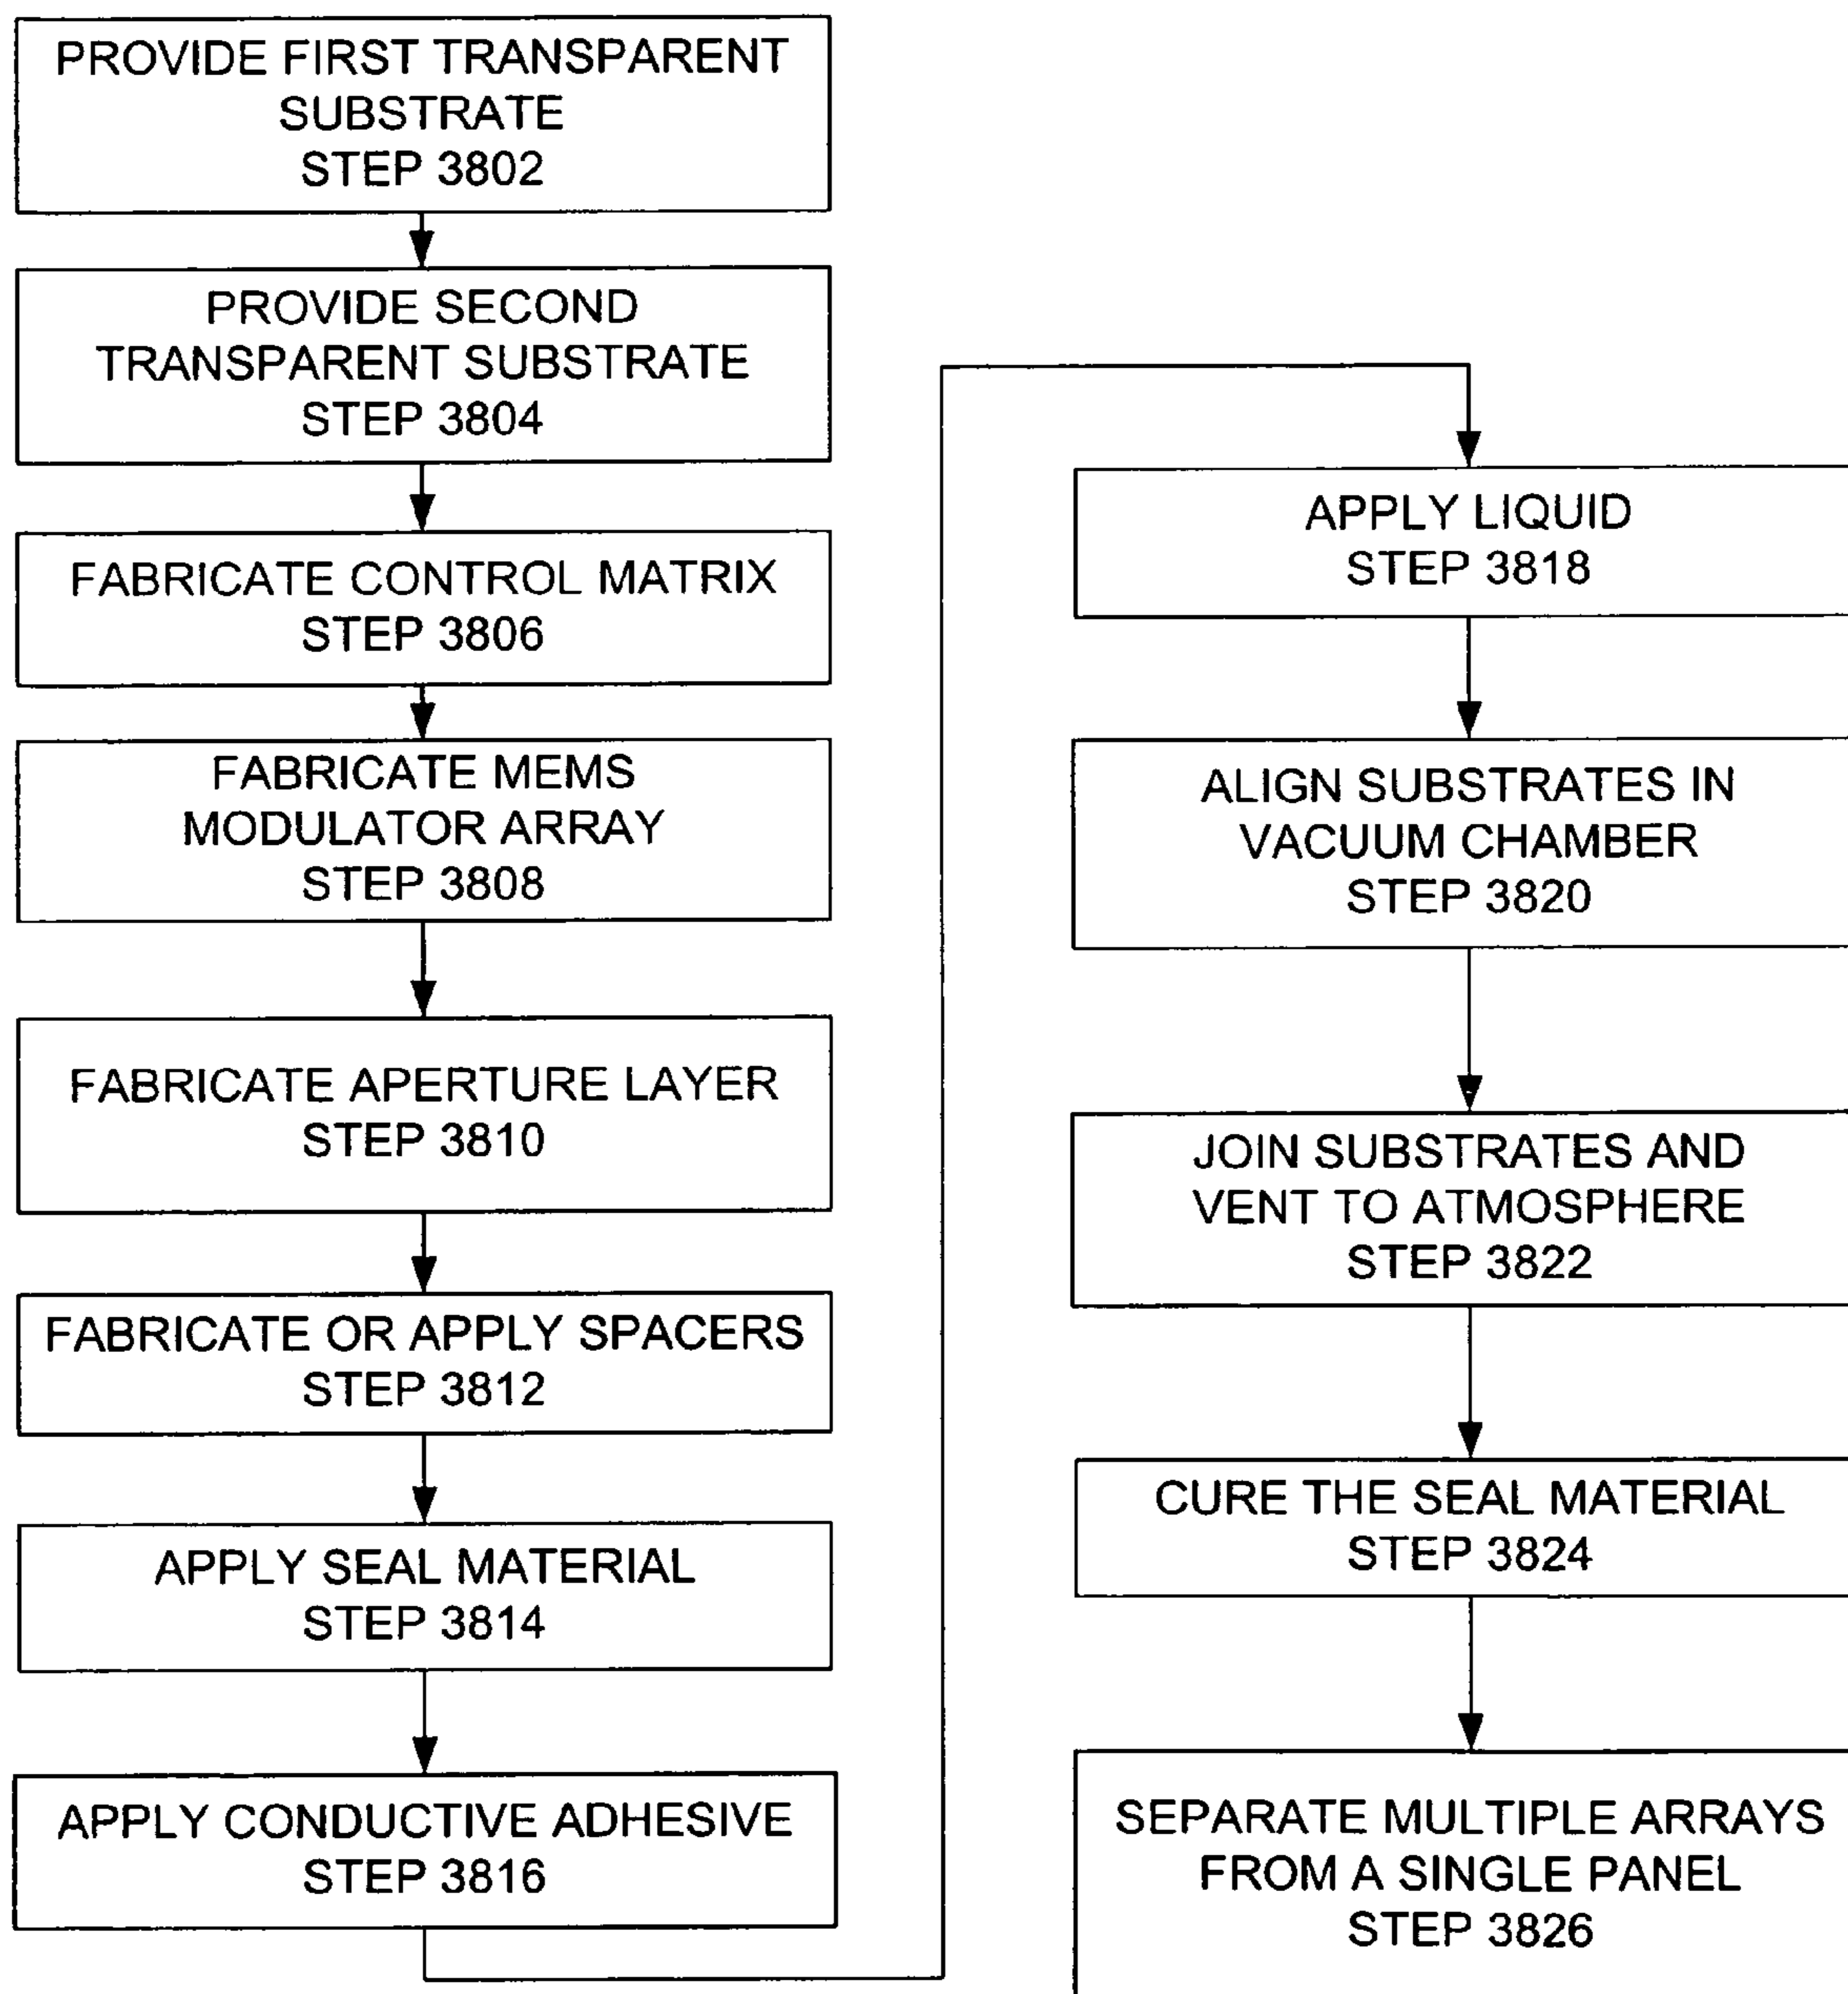 PROVIDE FIRST TRANSPARENT
SUBSTRATE
STEP 3802
PROVIDE SECOND
TRANSPARENT SUBSTRATE
STEP 3804
FABRICATE CONTROL MATRIX
STEP 3806
FABRICATE MEMS
MODULATOR ARRAY
STEP 3808
FABRICATE APERTURE LAYER
STEP 3810
FABRICATE OR APPLY SPACERS
STEP 3812
APPLY SEAL MATERIAL
STEP 3814
APPLY CONDUCTIVE ADHESIVE
STEP 3816
APPLY LIQUID
STEP 3818
ALIGN SUBSTRATES IN
VACUUM CHAMBER
STEP 3820
JOIN SUBSTRATES AND
VENT TO ATMOSPHERE
STEP 3822
CURE THE SEAL MATERIAL
STEP 3824
SEPARATE MULTIPLE ARRAYS
FROM A SINGLE PANEL
STEP 3826